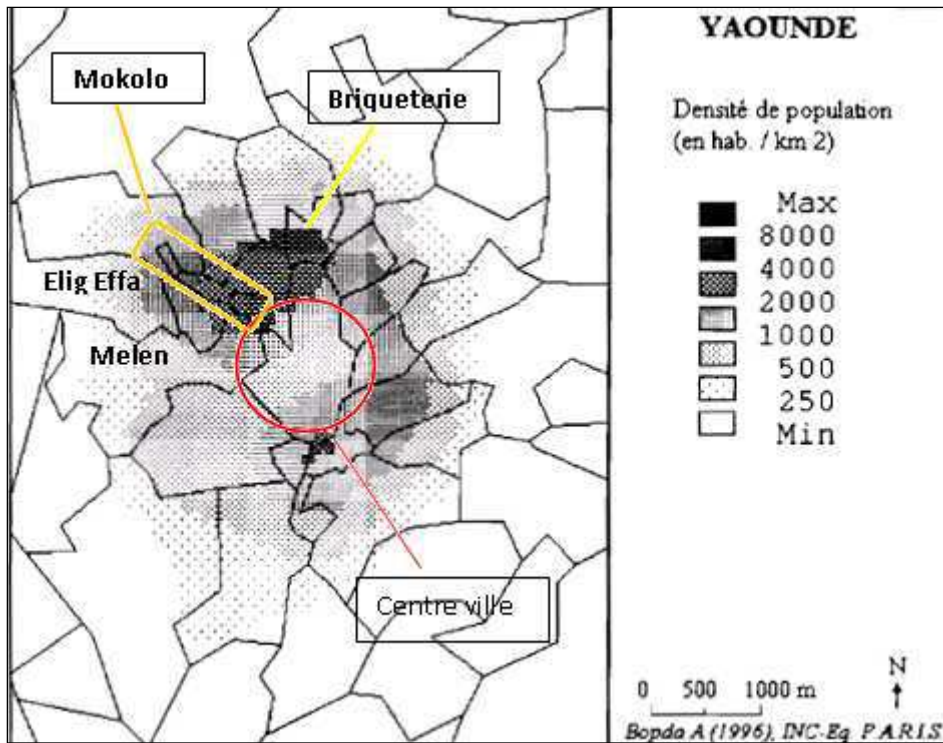 YAOUNDE
Mokolo
Briqueterie
Elig Effa
Melen
Centre ville
Densité de population
(en hab. / km 2)
Max
8000
4000
2000
1000
500
250
Min
0 500 1000 m
N
Bopda A (1996), INC-Eq P.A.R.I.S.